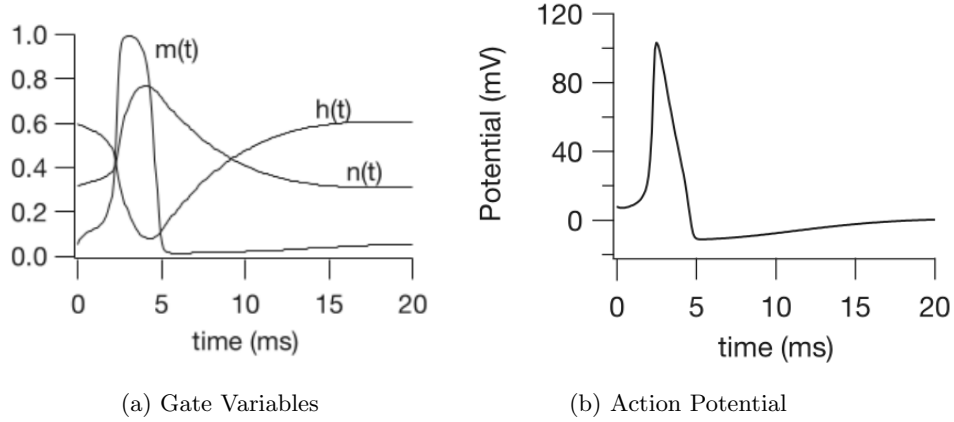 1.0
0.8
0.6
0.4
0.2
0.0
m(t)
h(t)
n(t)
0 5 10 15 20
time (ms)
(a) Gate Variables
120
80
40
0
Potential (mV)
0 5 10 15 20
time (ms)
(b) Action Potential